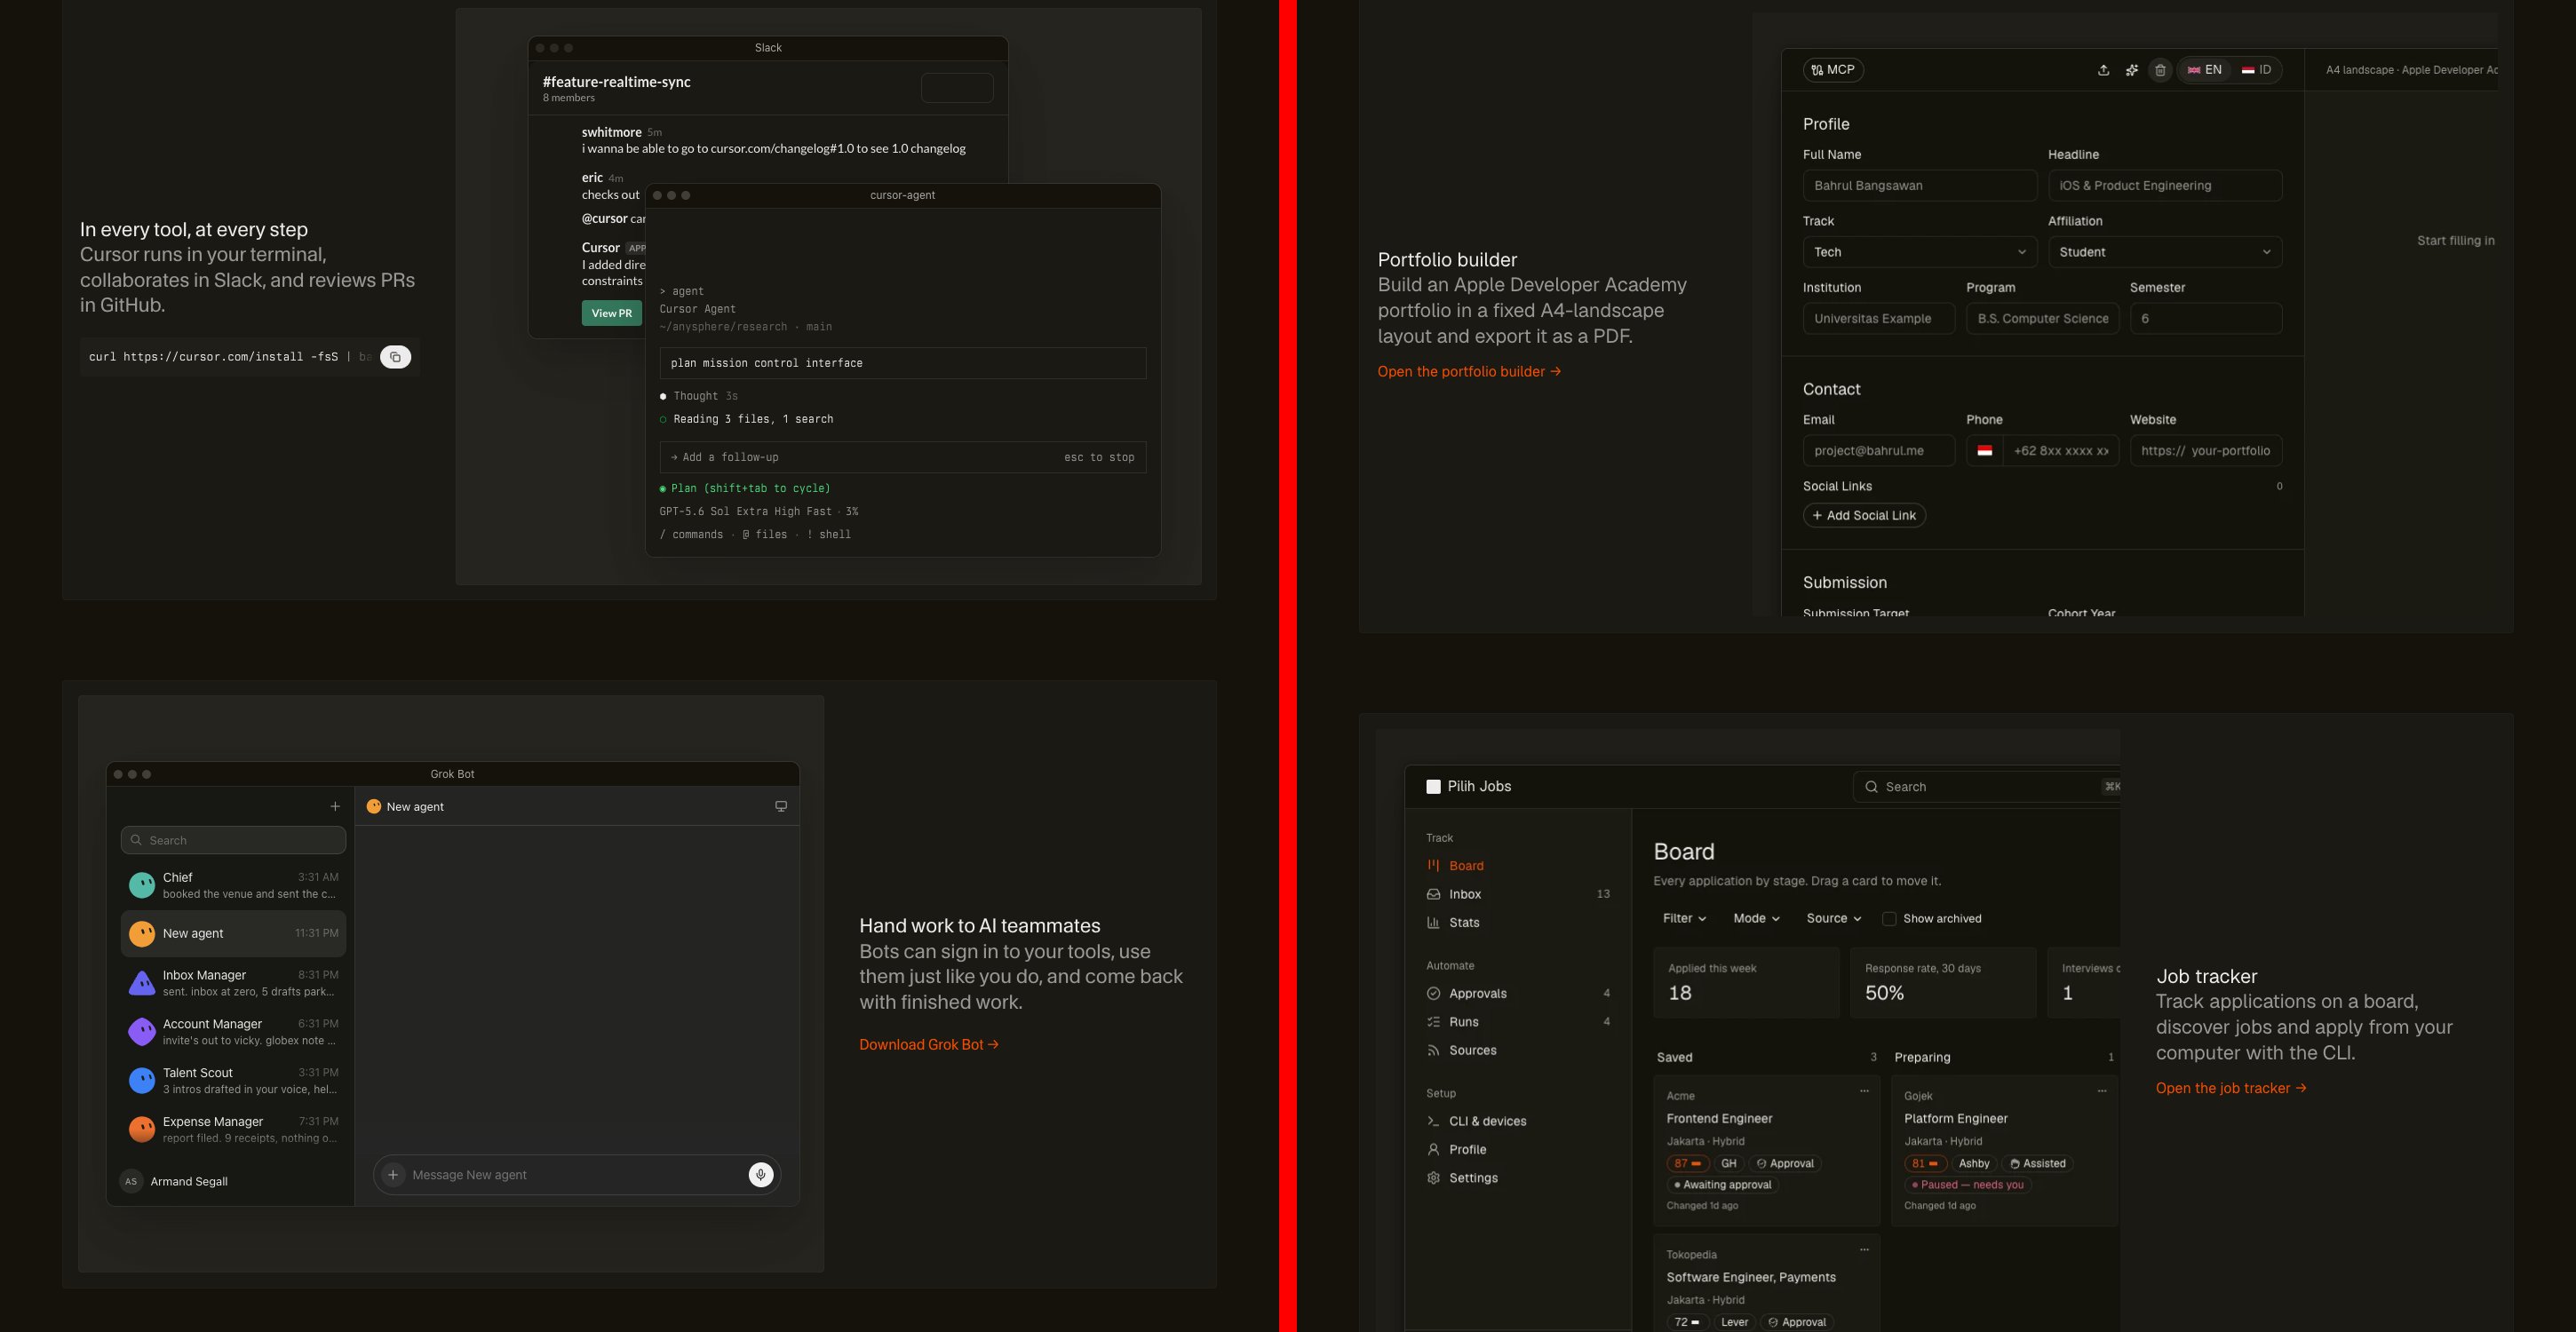 Slack
#feature-realtime-sync
8 members
swhitmore 5m
i wanna be able to go to cursor.com/changelog#1.0 to see 1.0 changelog
eric 4m
checks out
@cursor can
Cursor APP
I added dire
constraints
View PR
cursor-agent
> agent
Cursor Agent
~/anysphere/research · main
plan mission control interface
Thought 3s
Reading 3 files, 1 search
→ Add a follow-up esc to stop
Plan (shift+tab to cycle)
GPT-5.6 Sol Extra High Fast · 3%
/ commands · @ files · ! shell
In every tool, at every step
Cursor runs in your terminal,
collaborates in Slack, and reviews PRs
in GitHub.
curl https://cursor.com/install -fsS | ba
Grok Bot
New agent
Search
Chief 3:31 AM
booked the venue and sent the c...
New agent 11:31 PM
Inbox Manager 8:31 PM
sent. inbox at zero, 5 drafts park...
Account Manager 6:31 PM
invite's out to vicky. globex note ...
Talent Scout 3:31 PM
3 intros drafted in your voice, hel...
Expense Manager 7:31 PM
report filed. 9 receipts, nothing o...
AS Armand Segall
Message New agent
Hand work to AI teammates
Bots can sign in to your tools, use
them just like you do, and come back
with finished work.
Download Grok Bot →
Portfolio builder
Build an Apple Developer Academy
portfolio in a fixed A4-landscape
layout and export it as a PDF.
Open the portfolio builder →
MCP EN ID
A4 landscape · Apple Developer Ac
Profile
Full Name Headline
Bahrul Bangsawan iOS & Product Engineering
Track Affiliation
Tech Student
Institution Program Semester
Universitas Example B.S. Computer Science 6
Start filling in
Contact
Email Phone Website
project@bahrul.me +62 8xx xxxx xx https:// your-portfolio
Social Links 0
+ Add Social Link
Submission
Submission Target Cohort Year
Pilih Jobs
Search ⌘K
Track
Board
Inbox 13
Stats
Automate
Approvals 4
Runs 4
Sources
Setup
CLI & devices
Profile
Settings
Board
Every application by stage. Drag a card to move it.
Filter Mode Source Show archived
Applied this week Response rate, 30 days Interviews
18 50% 1
Saved 3 Preparing 1
Acme
Frontend Engineer
Jakarta · Hybrid
87 GH Approval
Awaiting approval
Changed 1d ago
Gojek
Platform Engineer
Jakarta · Hybrid
81 Ashby Assisted
Paused — needs you
Changed 1d ago
Tokopedia
Software Engineer, Payments
Jakarta · Hybrid
72 Lever Approval
Job tracker
Track applications on a board,
discover jobs and apply from your
computer with the CLI.
Open the job tracker →